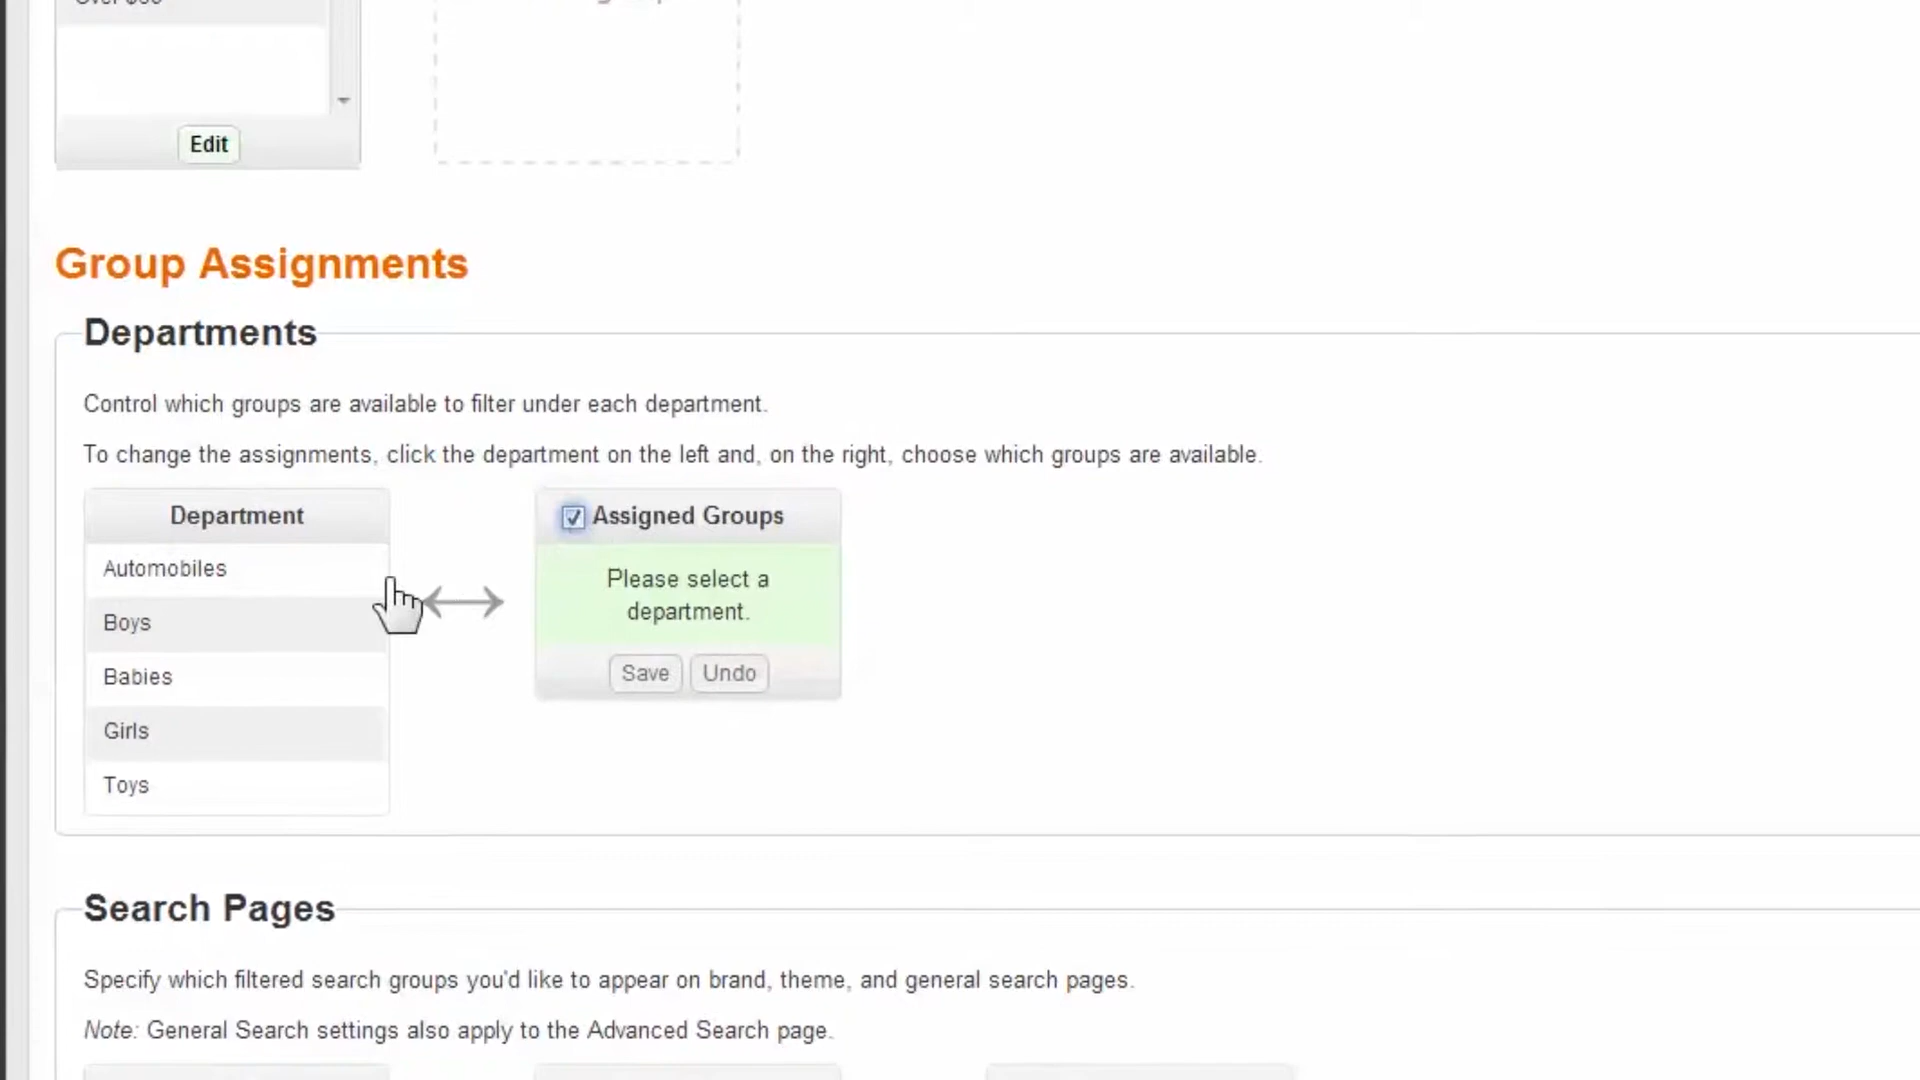 Edit
Group Assignments
Departments
Control which groups are available to filter under each department.
To change the assignments, click the department on the left and, on the right, choose which groups are available.
Department
Assigned Groups
Automobiles
Please select a
department.
Boys
Save Undo
Babies
Girls
Toys
Search Pages
Specify which filtered search groups you'd like to appear on brand, theme, and general search pages.
Note: General Search settings also apply to the Advanced Search page.